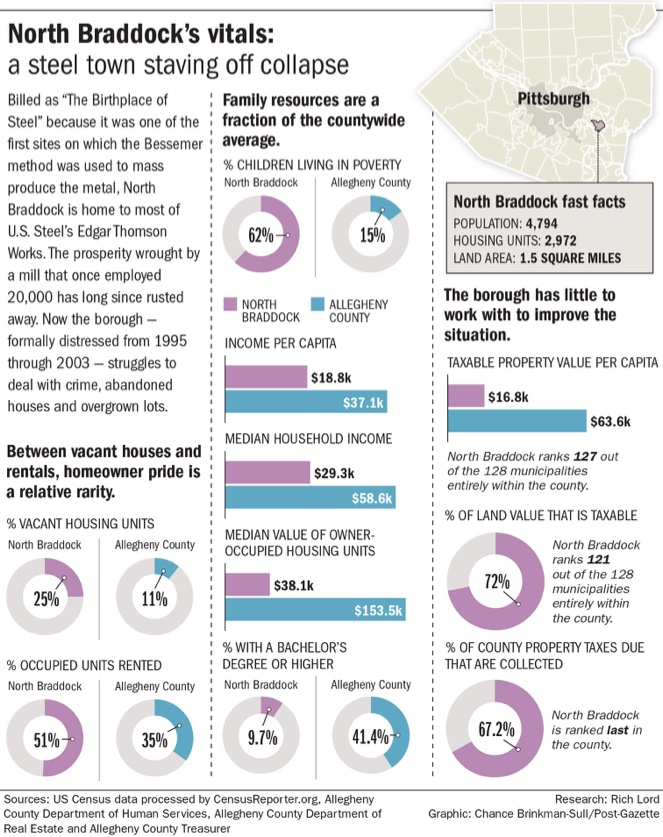 North Braddock's vitals:
a steel town staving off collapse
Billed as “The Birthplace of
Steel” because it was one of the
first sites on which the Bessemer
method was used to mass
produce the metal, North
Braddock is home to most of
U.S. Steel's Edgar Thomson
Works. The prosperity wrought by
a mill that once employed
20,000 has long since rusted
away. Now the borough —
formally distressed from 1995
through 2003 — struggles to
deal with crime, abandoned
houses and overgrown lots.
Between vacant houses and
rentals, homeowner pride is
a relative rarity.
% VACANT HOUSING UNITS
North Braddock
Allegheny County
25%
11%
% OCCUPIED UNITS RENTED
North Braddock
Allegheny County
51%
35%
Family resources are a
fraction of the countywide
average.
% CHILDREN LIVING IN POVERTY
North Braddock
Allegheny County
62%
15%
NORTH
BRADDOCK
ALLEGHENY
COUNTY
INCOME PER CAPITA
$18.8k
$37.1k
MEDIAN HOUSEHOLD INCOME
$29.3k
$58.6k
MEDIAN VALUE OF OWNER-
OCCUPIED HOUSING UNITS
$38.1k
$153.5k
% WITH A BACHELOR'S
DEGREE OR HIGHER
North Braddock
Allegheny County
9.7%
41.4%
Pittsburgh
North Braddock fast facts
POPULATION: 4,794
HOUSING UNITS: 2,972
LAND AREA: 1.5 SQUARE MILES
The borough has little to
work with to improve the
situation.
TAXABLE PROPERTY VALUE PER CAPITA
$16.8k
$63.6k
North Braddock ranks 127 out
of the 128 municipalities
entirely within the county.
% OF LAND VALUE THAT IS TAXABLE
72%
North Braddock
ranks 121
out of the 128
municipalities
entirely within
the county.
% OF COUNTY PROPERTY TAXES DUE
THAT ARE COLLECTED
67.2%
North Braddock
is ranked last in
the county.
Sources: US Census data processed by CensusReporter.org, Allegheny
County Department of Human Services, Allegheny County Department of
Real Estate and Allegheny County Treasurer
Research: Rich Lord
Graphic: Chance Brinkman-Sull/Post-Gazette